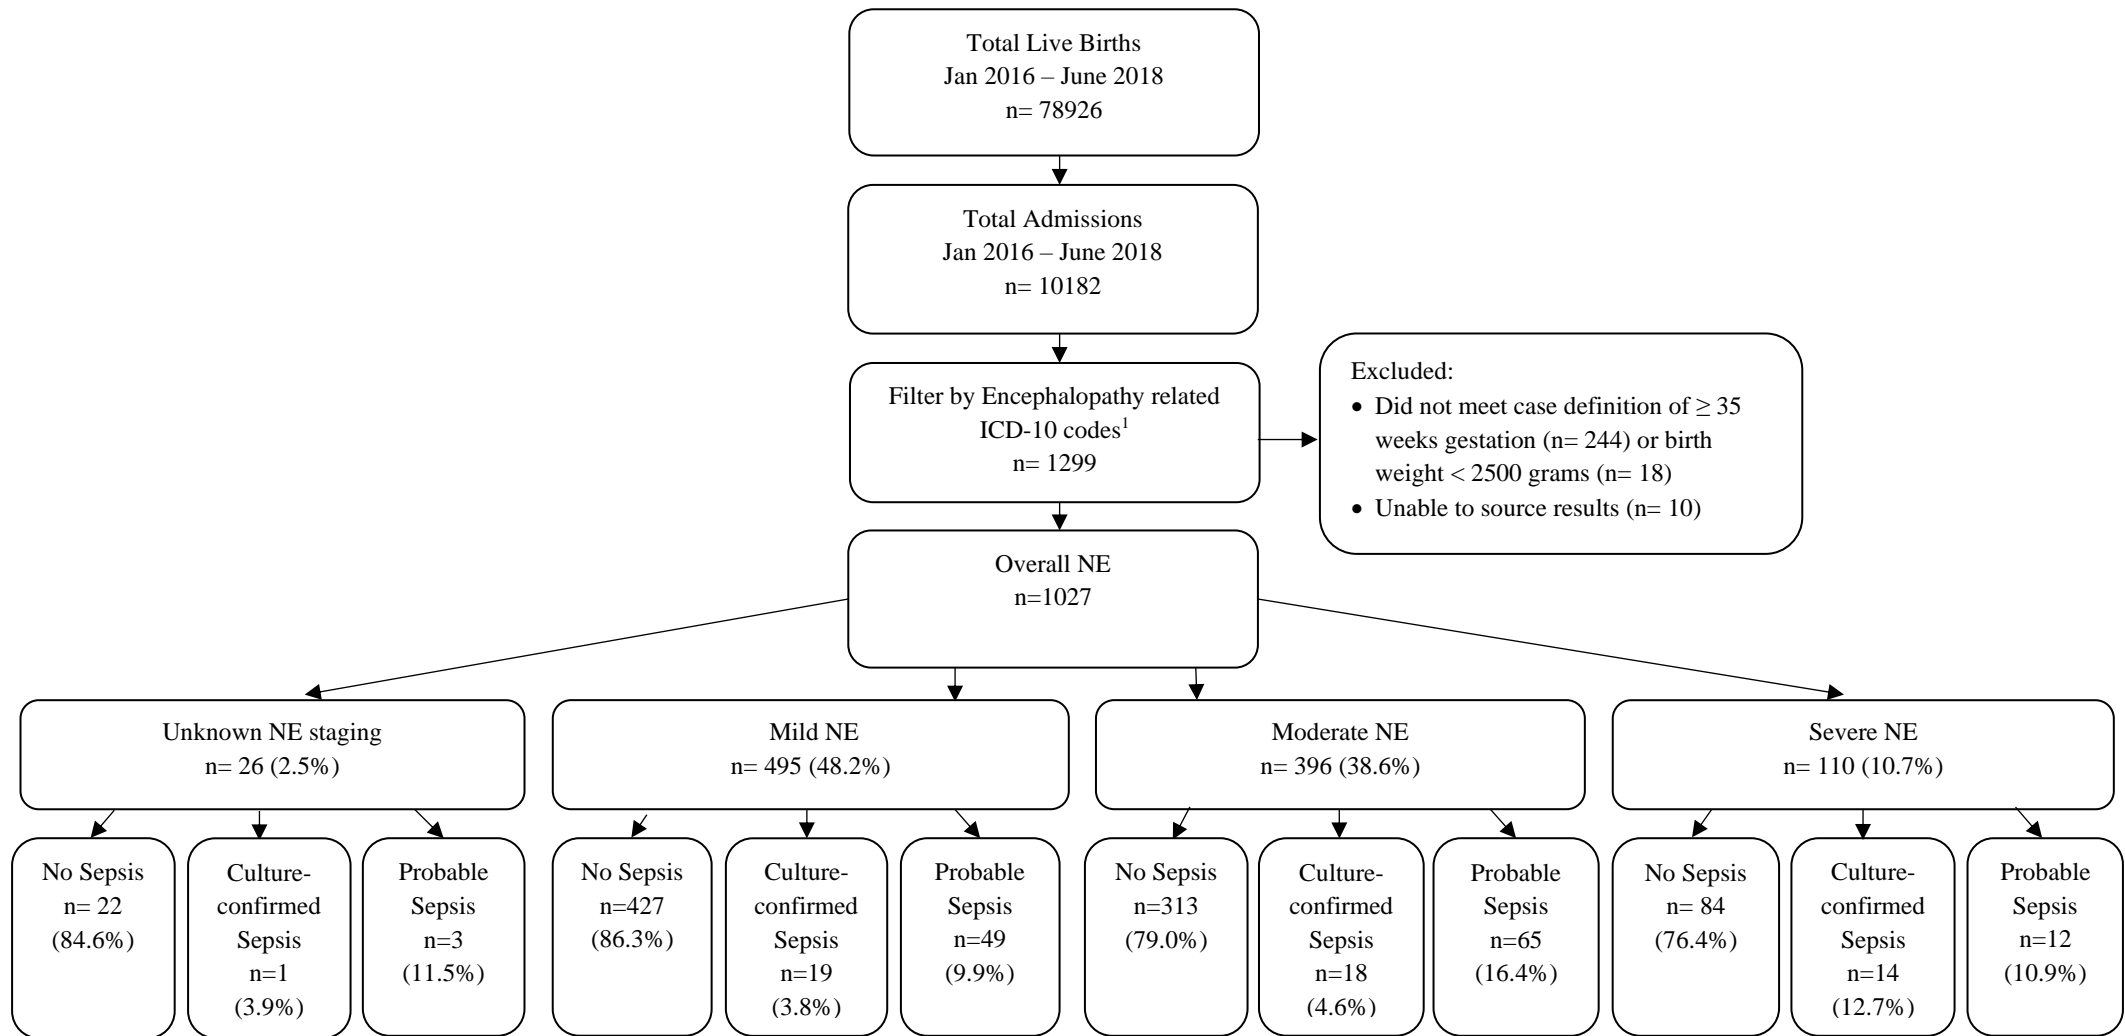 Total Live Births
Jan 2016 – June 2018
n= 78926
Total Admissions
Jan 2016 – June 2018
n= 10182
Filter by Encephalopathy related
ICD-10 codes¹
n= 1299
Excluded:
• Did not meet case definition of ≥ 35
weeks gestation (n= 244) or birth
weight < 2500 grams (n= 18)
• Unable to source results (n= 10)
Overall NE
n=1027
Unknown NE staging
n= 26 (2.5%)
Mild NE
n= 495 (48.2%)
Moderate NE
n= 396 (38.6%)
Severe NE
n= 110 (10.7%)
No Sepsis
n= 22
(84.6%)
Culture-
confirmed
Sepsis
n=1
(3.9%)
Probable
Sepsis
n=3
(11.5%)
No Sepsis
n=427
(86.3%)
Culture-
confirmed
Sepsis
n=19
(3.8%)
Probable
Sepsis
n=49
(9.9%)
No Sepsis
n=313
(79.0%)
Culture-
confirmed
Sepsis
n=18
(4.6%)
Probable
Sepsis
n=65
(16.4%)
No Sepsis
n= 84
(76.4%)
Culture-
confirmed
Sepsis
n=14
(12.7%)
Probable
Sepsis
n=12
(10.9%)